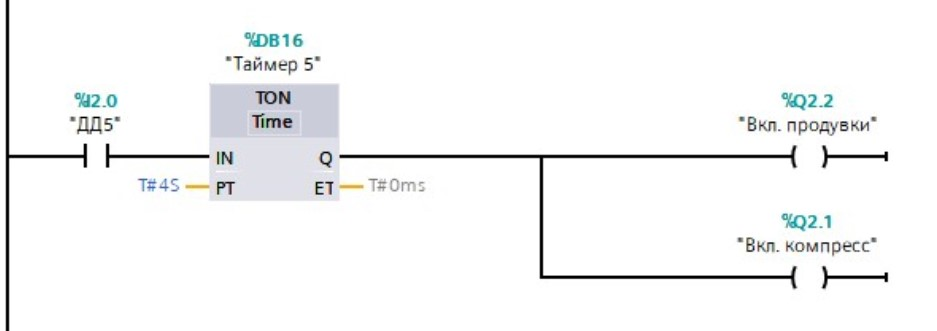 %DB16
"Таймер 5"
%I2.0
"ДД5"
TON
Time
%Q2.2
"Вкл. продувки"
IN
Q
T#4S
PT
ET
T#0ms
%Q2.1
"Вкл. компресс"